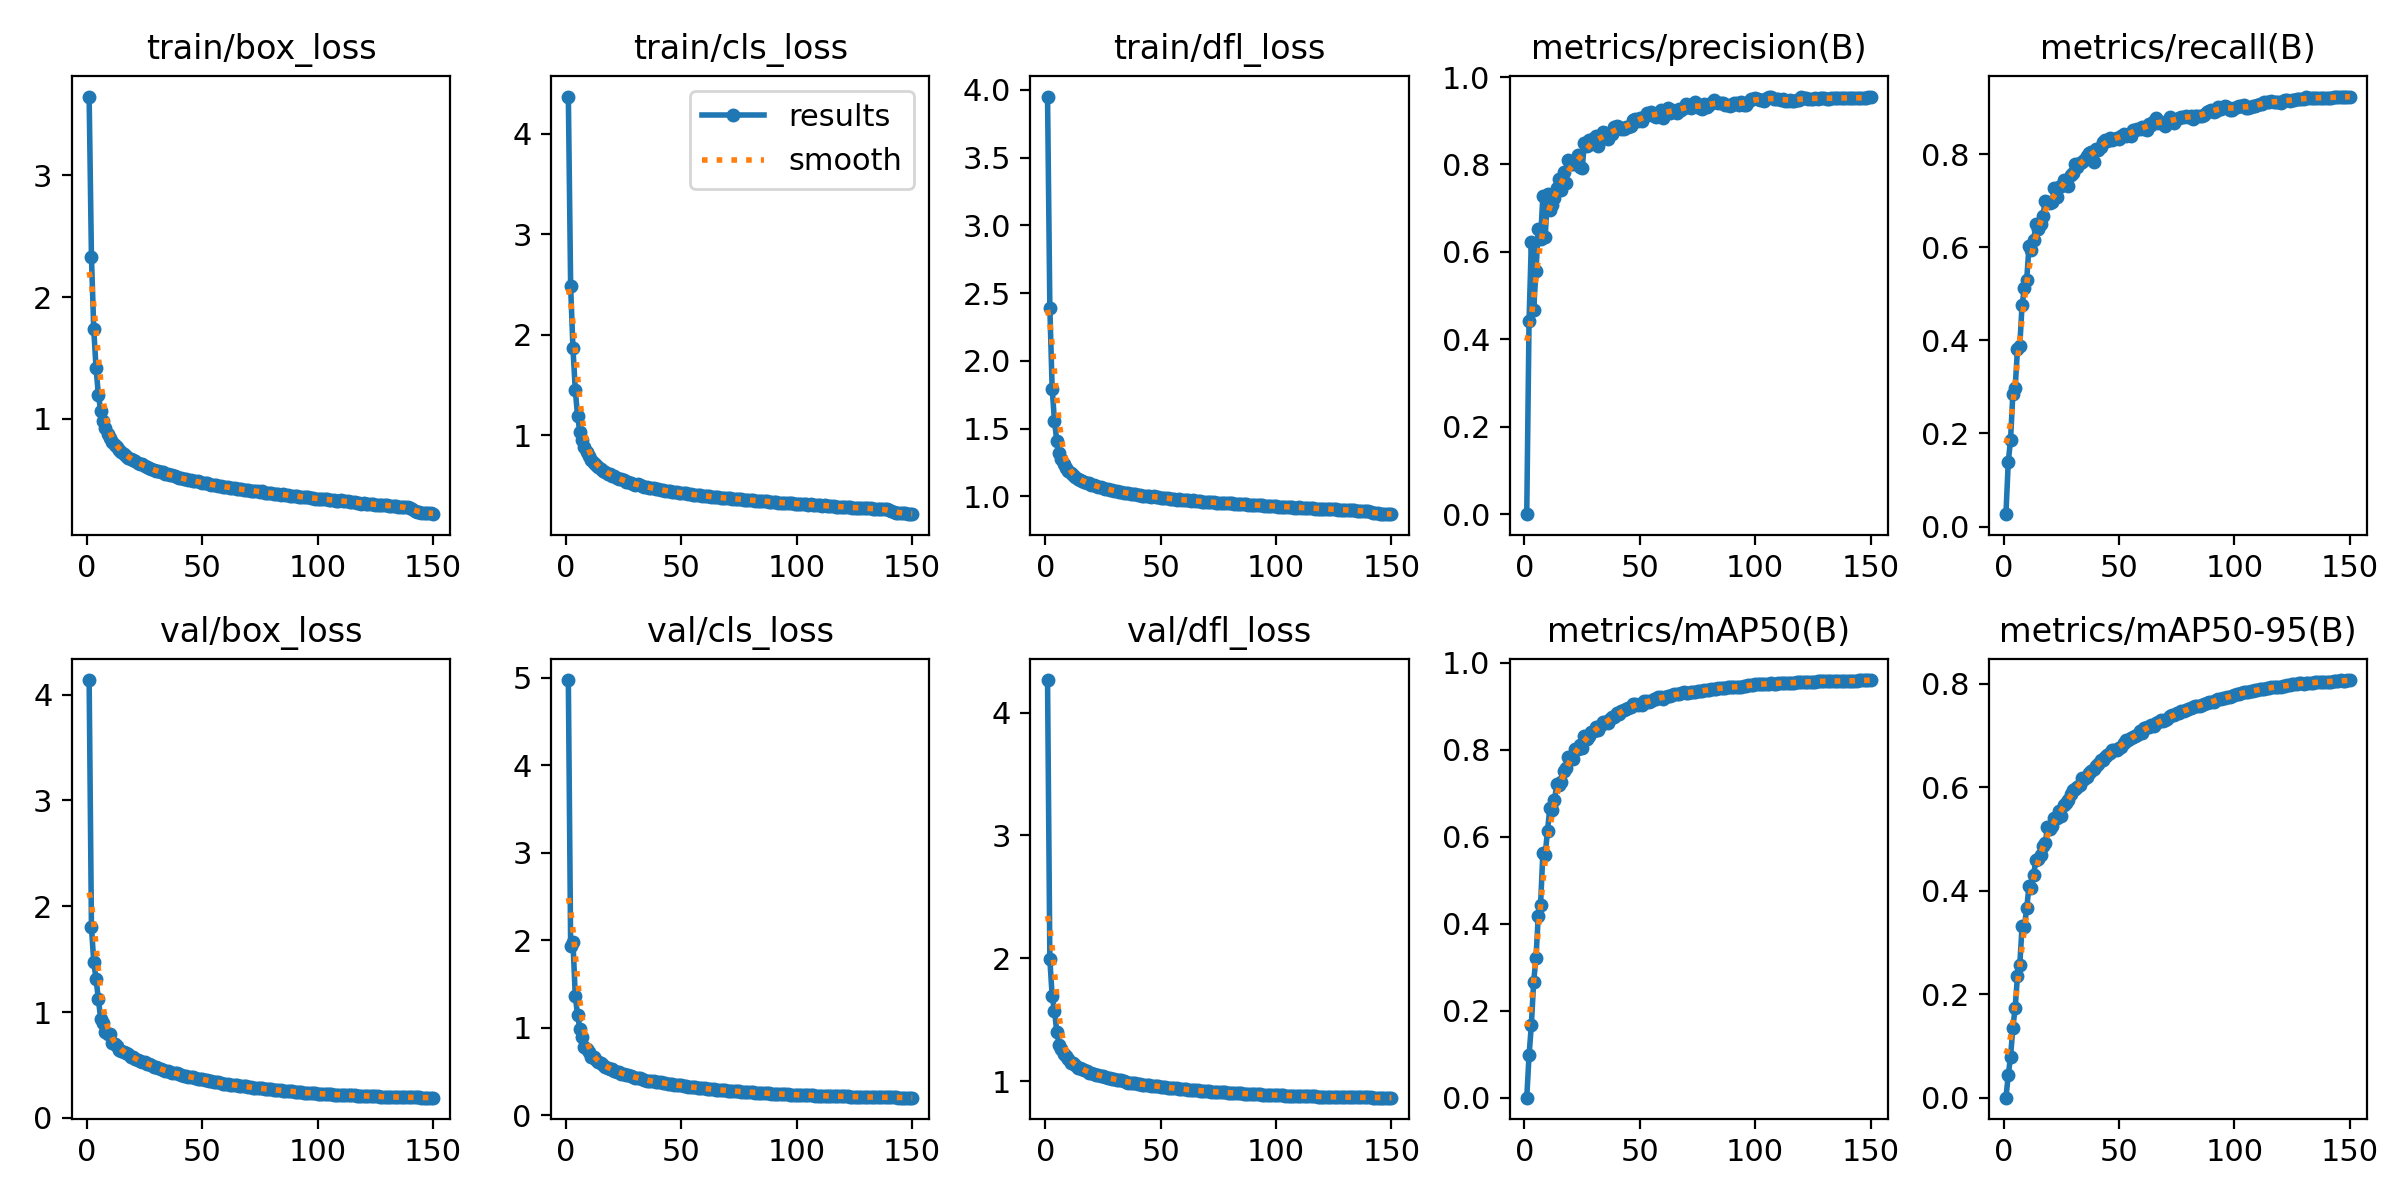 train/box_loss
3
2
1
0 50 100 150
train/cls_loss
results
smooth
4
3
2
1
0 50 100 150
train/dfl_loss
4.0
3.5
3.0
2.5
2.0
1.5
1.0
0 50 100 150
metrics/precision(B)
1.0
0.8
0.6
0.4
0.2
0.0
0 50 100 150
metrics/recall(B)
0.8
0.6
0.4
0.2
0.0
0 50 100 150
val/box_loss
4
3
2
1
0
0 50 100 150
val/cls_loss
5
4
3
2
1
0
0 50 100 150
val/dfl_loss
4
3
2
1
0 50 100 150
metrics/mAP50(B)
1.0
0.8
0.6
0.4
0.2
0.0
0 50 100 150
metrics/mAP50-95(B)
0.8
0.6
0.4
0.2
0.0
0 50 100 150